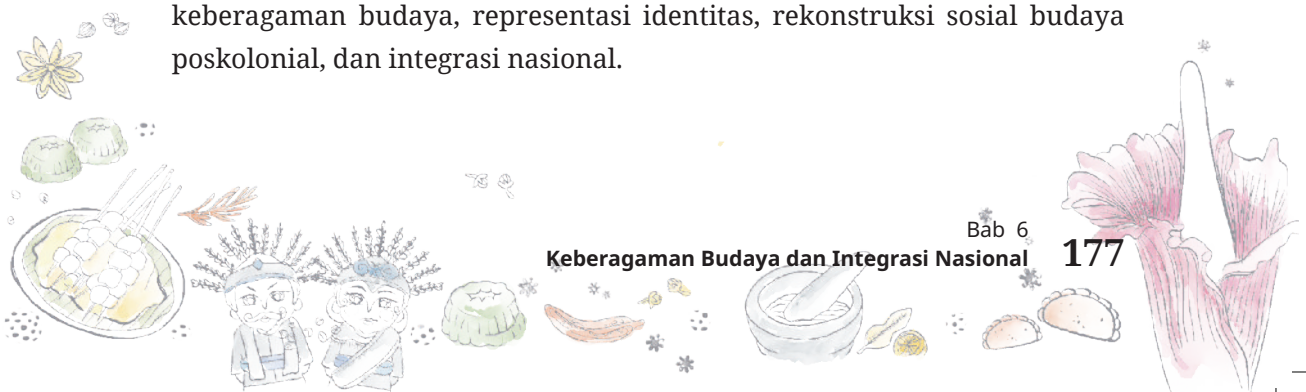 keberagaman budaya, representasi identitas, rekonstruksi sosial budaya
poskolonial, dan integrasi nasional.
Bab 6
Keberagaman Budaya dan Integrasi Nasional
177